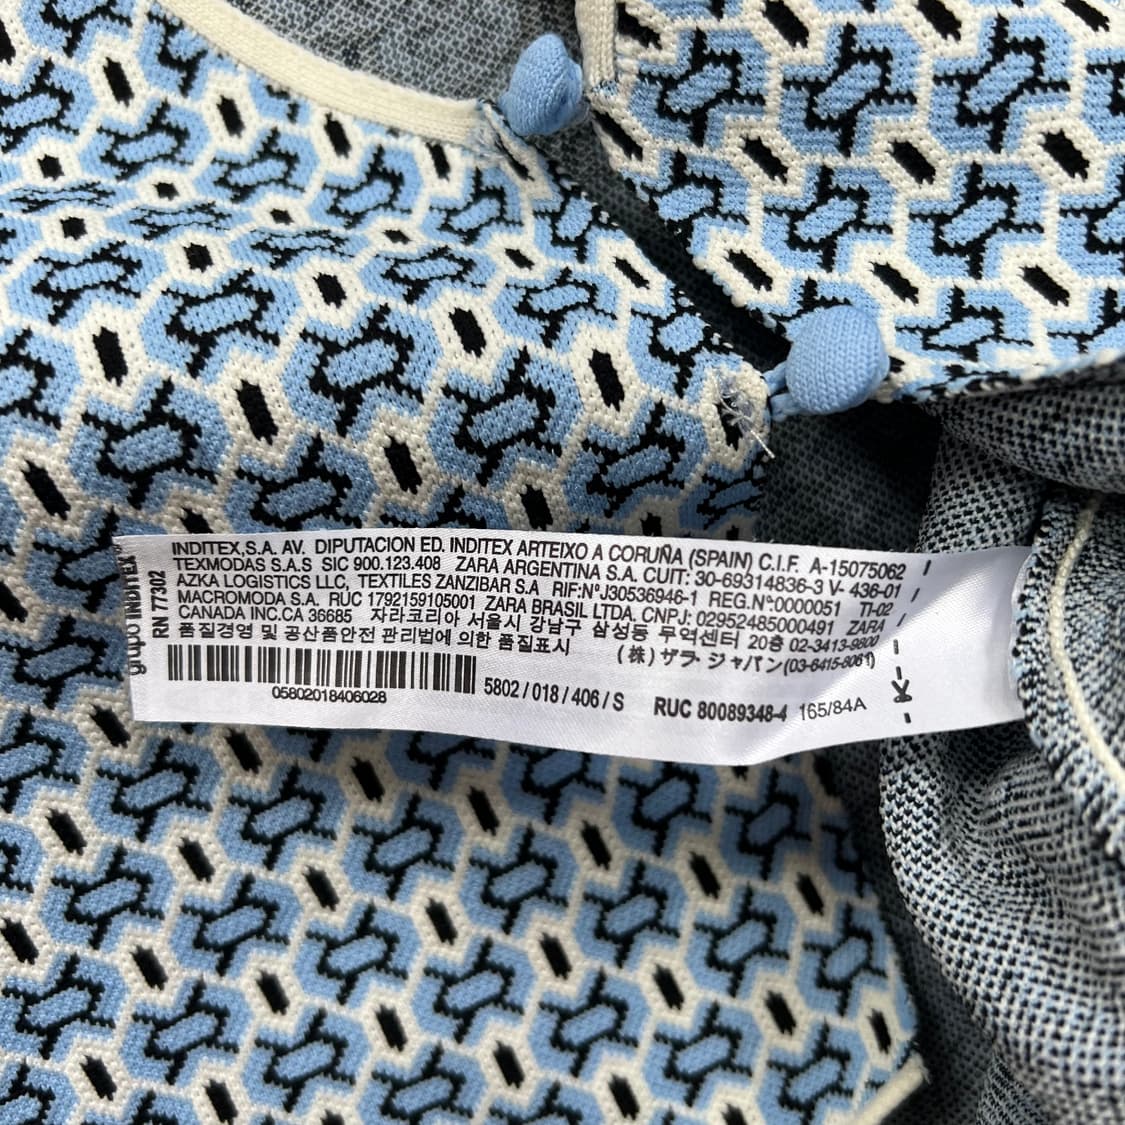 grupo INDITEX
RN 77302
INDITEX,S.A. AV. DIPUTACION ED. INDITEX ARTEIXO A CORUÑA (SPAIN) C.I.F. A-15075062
TEXMODAS S.A.S SIC 900.123.408 ZARA ARGENTINA S.A. CUIT: 30-69314836-3 V- 436-01
AZKA LOGISTICS LLC, TEXTILES ZANZIBAR S.A RIF:NºJ30536946-1 REG.Nº:0000051 TI-02
MACROMODA S.A. RUC 1792159105001 ZARA BRASIL LTDA. CNPJ: 02952485000491 ZARA
CANADA INC.CA 36685 자라코리아 서울시 강남구 삼성동 무역센터 20층 02-3413-9800
품질경영 및 공산품안전 관리법에 의한 품질표시 (株) ザラ・ジャパン(03-6415-8061)
05802018406028
5802 / 018 / 406 / S RUC 80089348-4 165/84A